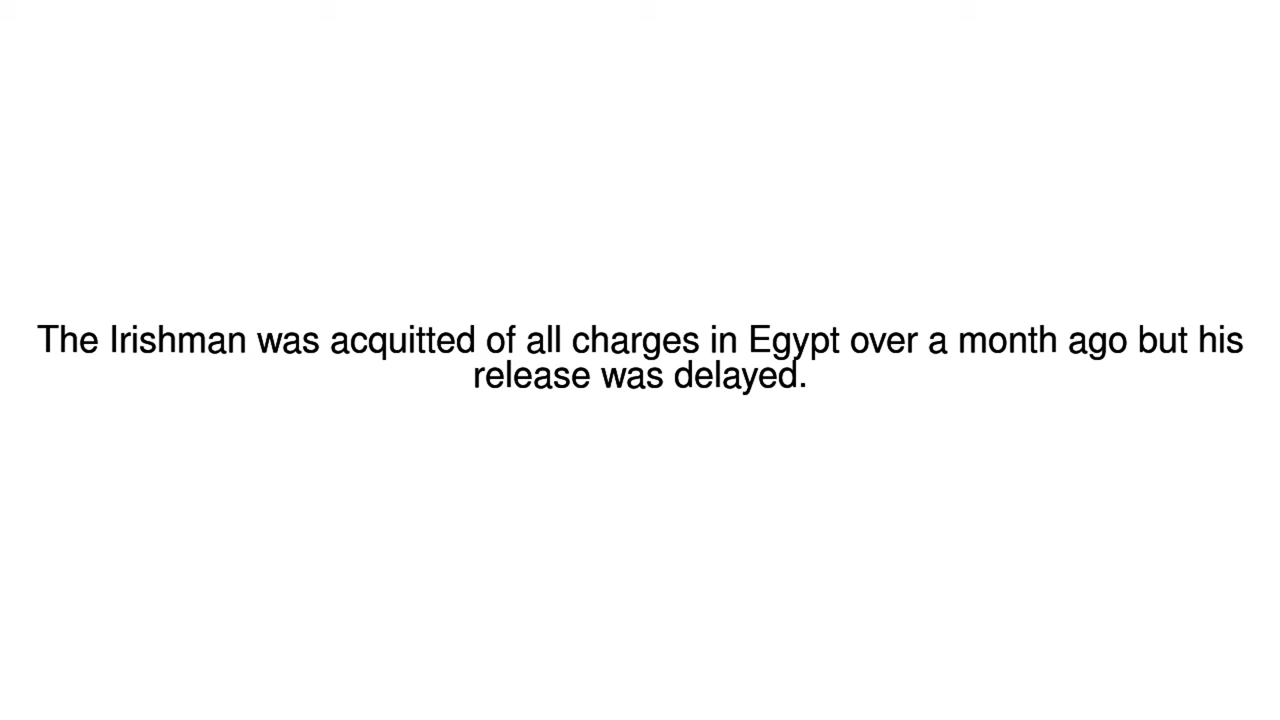 The Irishman was acquitted of all charges in Egypt over a month ago but his
release was delayed.